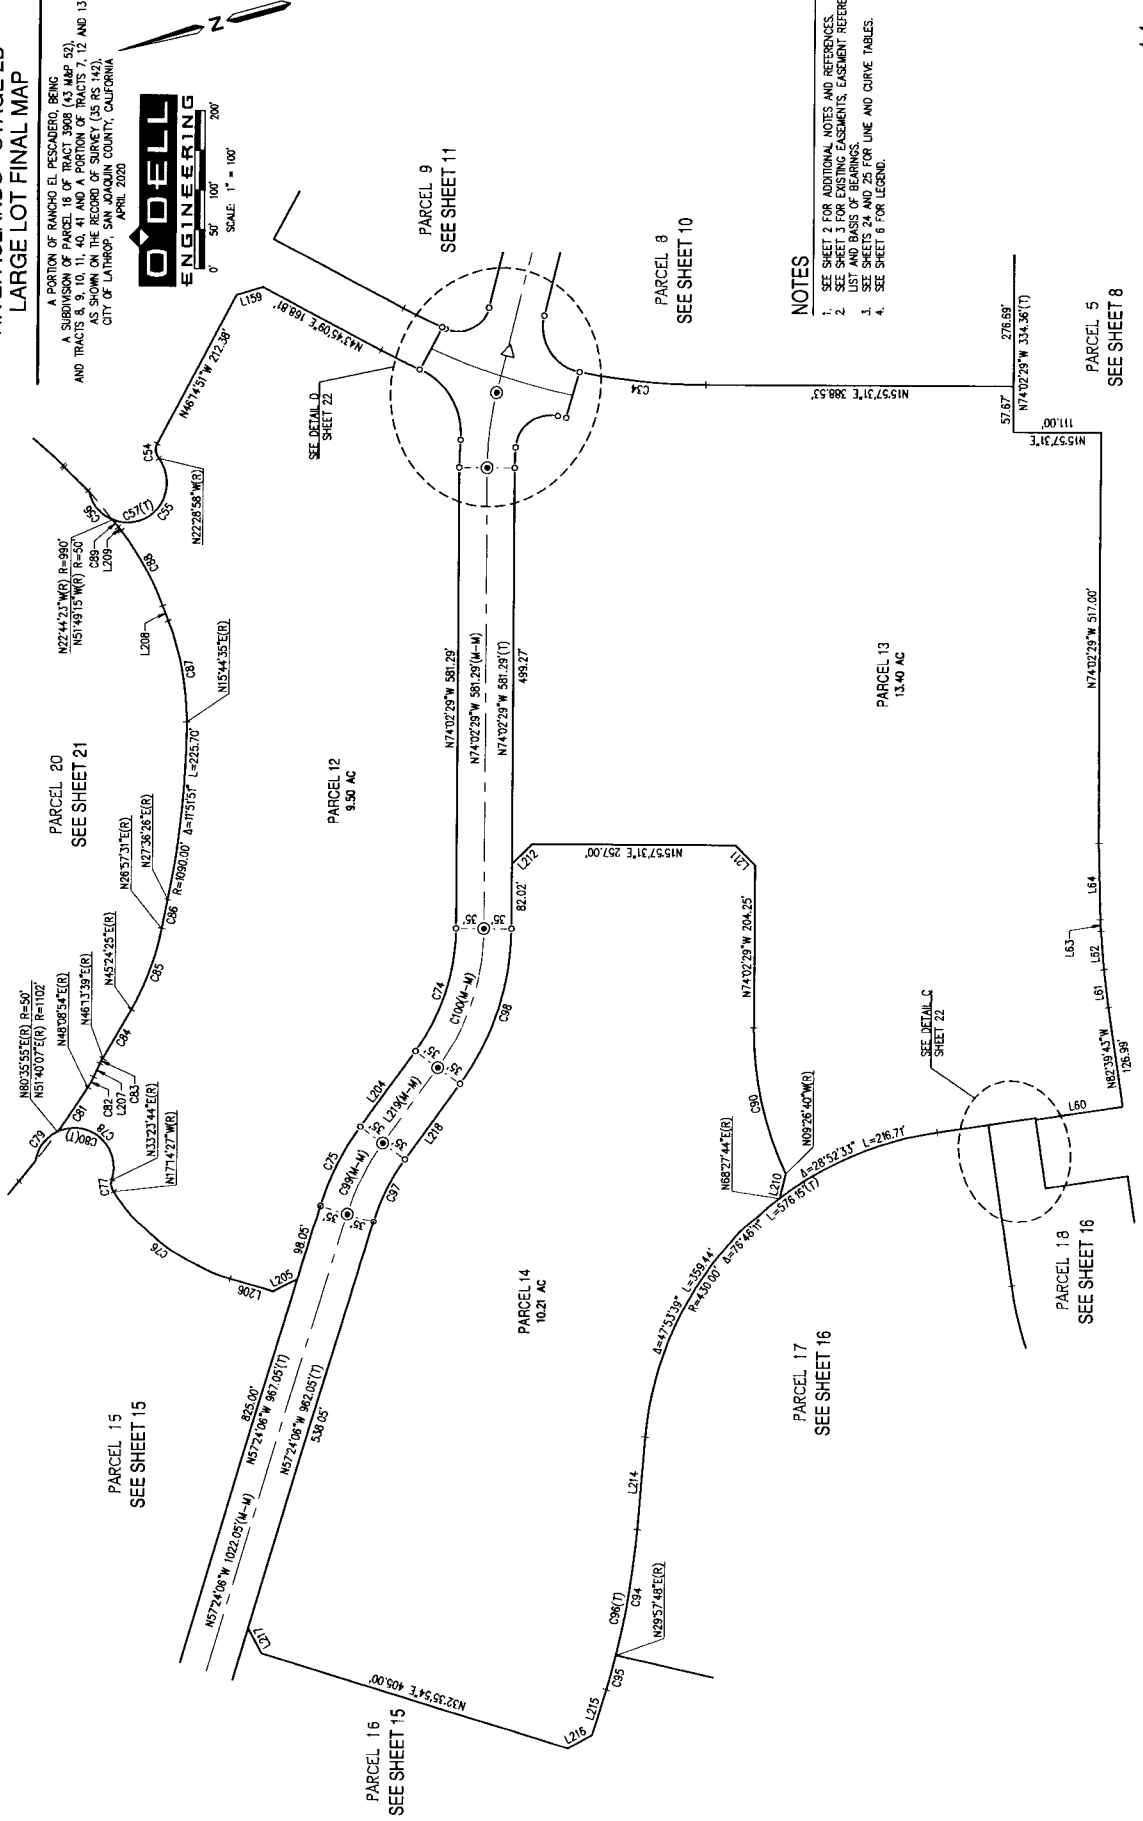 LARGE LOT FINAL MAP
A PORTION OF RANCHO EL PESCADERO, BEING
A SUBDIVISION OF PARCEL 16 OF TRACT 3908 (43 M&P 52),
AND TRACTS 8, 9, 10, 11, 40, 41 AND A PORTION OF TRACTS 7, 12 AND 13
AS SHOWN ON THE RECORD OF SURVEY (35 RS 142),
CITY OF LATHROP, SAN JOAQUIN COUNTY, CALIFORNIA
APRIL 2020
O'DELL
ENGINEERING
0' 50' 100' 200'
SCALE: 1" = 100'
N
NOTES
1. SEE SHEET 2 FOR ADDITIONAL NOTES AND REFERENCES.
2. SEE SHEET 3 FOR EXISTING EASEMENTS, EASEMENT
LIST AND BASIS OF BEARINGS.
3. SEE SHEETS 24 AND 25 FOR LINE AND CURVE TABLES.
4. SEE SHEET 6 FOR LEGEND.
PARCEL 9
SEE SHEET 11
PARCEL 8
SEE SHEET 10
PARCEL 5
SEE SHEET 8
PARCEL 20
SEE SHEET 21
PARCEL 12
9.50 AC
PARCEL 13
13.40 AC
PARCEL 14
10.21 AC
PARCEL 15
SEE SHEET 15
PARCEL 16
SEE SHEET 15
PARCEL 17
SEE SHEET 16
PARCEL 18
SEE SHEET 16
SEE DETAIL D
SHEET 22
SEE DETAIL C
SHEET 22
L159
N43°45'09"E 168.81'
N46°14'51"W 212.38'
C54
N22°28'58"W(R)
C55
C57(T)
C56
N22°44'23"W(R) R=990'
N51°49'15"W(R) R=50'
C89
L209
C88
L208
C87
N15°44'35"E(R)
R=1090.00' Δ=11°51'51" L=225.70'
N27°36'26"E(R)
N26°57'31"E(R)
C86
C85
N45°24'25"E(R)
C84
N46°13'39"E(R)
C83
L207
C82
N48°08'54"E(R)
C81
N80°35'55"E(R) R=50'
N51°40'07"E(R) R=1102'
C79
C80(T)
C78
C77
N33°23'44"E(R)
N17°14'27"W(R)
C76
L206
L205
98.05'
C75
L204
C74
N74°02'29"W 581.29'
N74°02'29"W 581.29'(M-M)
N74°02'29"W 581.29'(T)
499.27'
82.02'
35'
35'
35'
35'
35'
35'
35'
35'
C100(M-M)
C98
L219(M-M)
L218
C99(M-M)
C97
825.00'
N57°24'06"W 967.05'(T)
N57°24'06"W 1022.05'(M-M)
N57°24'06"W 962.05'(T)
538.05'
L217
N32°35'54"E 405.00'
L216
L215
C95
C96(T)
C94
N29°57'48"E(R)
L214
Δ=47°53'39" L=359.44'
R=430.00' Δ=76°46'11" L=576.15'(T)
Δ=28°52'33" L=216.71'
N68°27'44"E(R)
L210
N09°26'40"W(R)
C90
N74°02'29"W 204.25'
L211
N15°57'31"E 257.00'
L212
L60
N82°39'43"W
126.99'
L61
L62
L63
L64
N74°02'29"W 517.00'
N15°57'31"E
111.00'
57.67'
276.69'
N74°02'29"W 334.36'(T)
N15°57'31"E 388.53'
C34